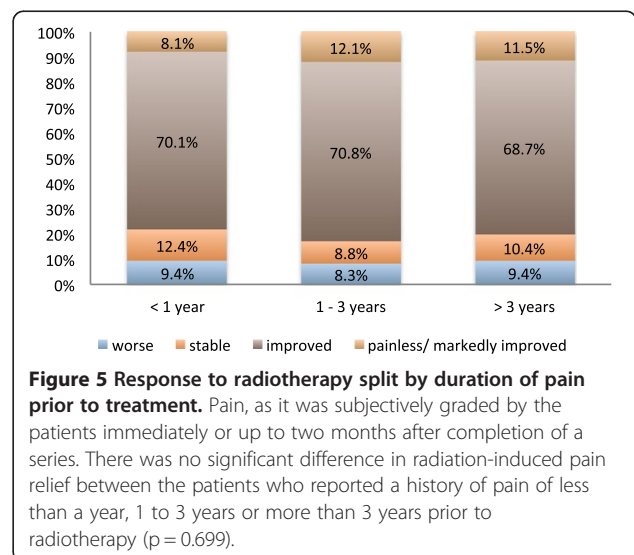 100%
90%
80%
70%
60%
50%
40%
30%
20%
10%
0%
8.1% 12.1% 11.5%
70.1% 70.8% 68.7%
12.4% 8.8% 10.4%
9.4% 8.3% 9.4%
< 1 year 1 - 3 years > 3 years
worse stable improved painless/ markedly improved
Figure 5 Response to radiotherapy split by duration of pain
prior to treatment. Pain, as it was subjectively graded by the
patients immediately or up to two months after completion of a
series. There was no significant difference in radiation-induced pain
relief between the patients who reported a history of pain of less
than a year, 1 to 3 years or more than 3 years prior to
radiotherapy (p = 0.699).